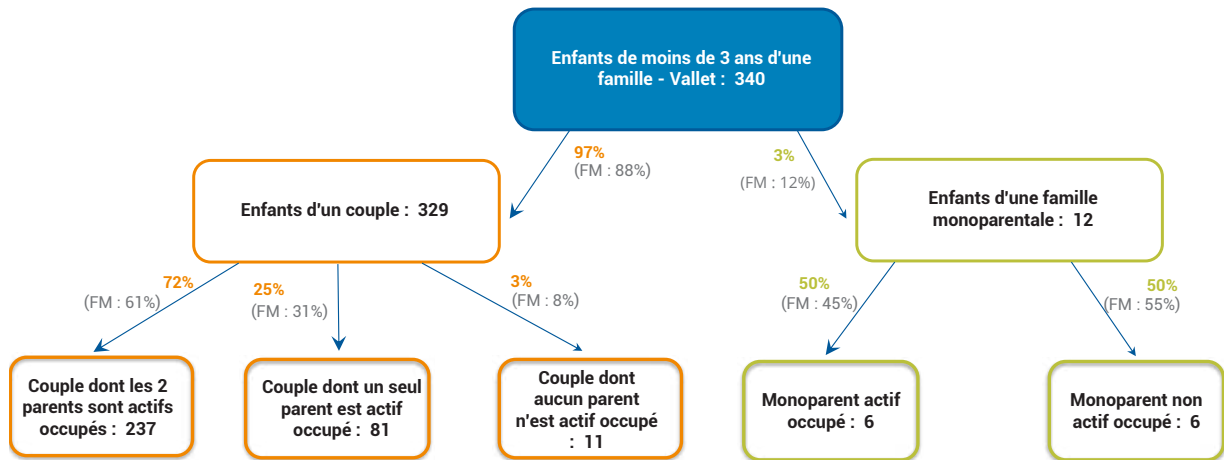 Enfants de moins de 3 ans d'une
famille - Vallet : 340
97%
(FM : 88%)
3%
(FM : 12%)
Enfants d'un couple : 329
Enfants d'une famille
monoparentale : 12
72%
(FM : 61%)
25%
(FM : 31%)
3%
(FM : 8%)
50%
(FM : 45%)
50%
(FM : 55%)
Couple dont les 2
parents sont actifs
occupés : 237
Couple dont un seul
parent est actif
occupé : 81
Couple dont
aucun parent
n'est actif occupé
: 11
Monoparent actif
occupé : 6
Monoparent non
actif occupé : 6